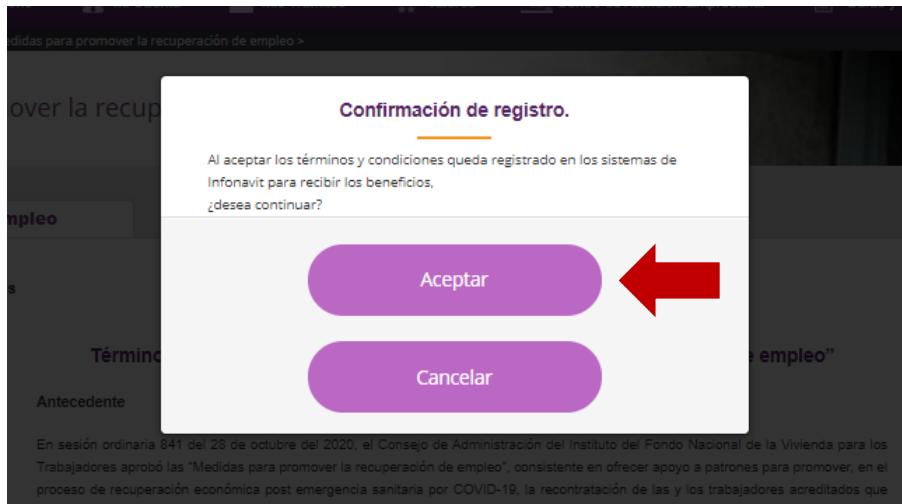 edidas para promover la recuperación de empleo >
over la recup
Confirmación de registro.
Al aceptar los términos y condiciones queda registrado en los sistemas de
Infonavit para recibir los beneficios,
¿desea continuar?
mpleo
Aceptar
s
Término
e empleo”
Cancelar
Antecedente
En sesión ordinaria 841 del 28 de octubre del 2020, el Consejo de Administración del Instituto del Fondo Nacional de la Vivienda para los
Trabajadores aprobó las “Medidas para promover la recuperación de empleo”, consistente en ofrecer apoyo a patrones para promover, en el
proceso de recuperación económica post emergencia sanitaria por COVID-19, la recontratación de las y los trabajadores acreditados que